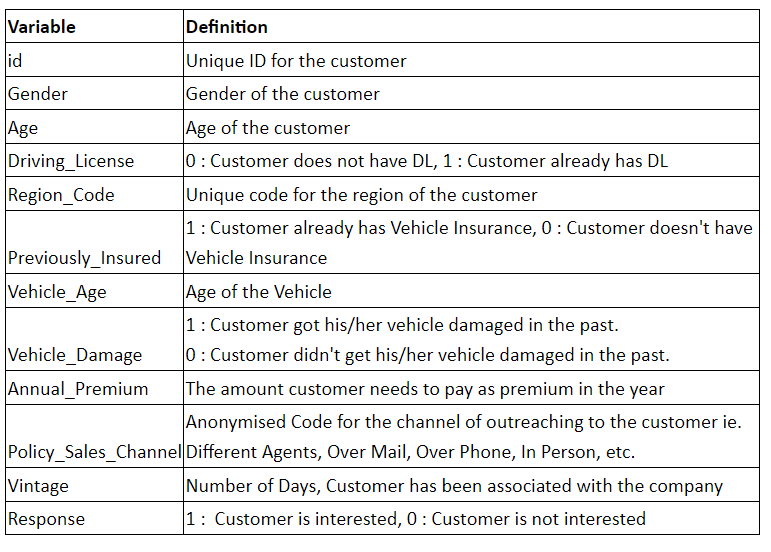 Variable Definition
id Unique ID for the customer
Gender Gender of the customer
Age Age of the customer
Driving_License 0 : Customer does not have DL, 1 : Customer already has DL
Region_Code Unique code for the region of the customer
1 : Customer already has Vehicle Insurance, 0 : Customer doesn't have
Previously_Insured Vehicle Insurance
Vehicle_Age Age of the Vehicle
1 : Customer got his/her vehicle damaged in the past.
Vehicle_Damage 0 : Customer didn't get his/her vehicle damaged in the past.
Annual_Premium The amount customer needs to pay as premium in the year
Anonymised Code for the channel of outreaching to the customer ie.
Policy_Sales_Channel Different Agents, Over Mail, Over Phone, In Person, etc.
Vintage Number of Days, Customer has been associated with the company
Response 1 :  Customer is interested, 0 : Customer is not interested